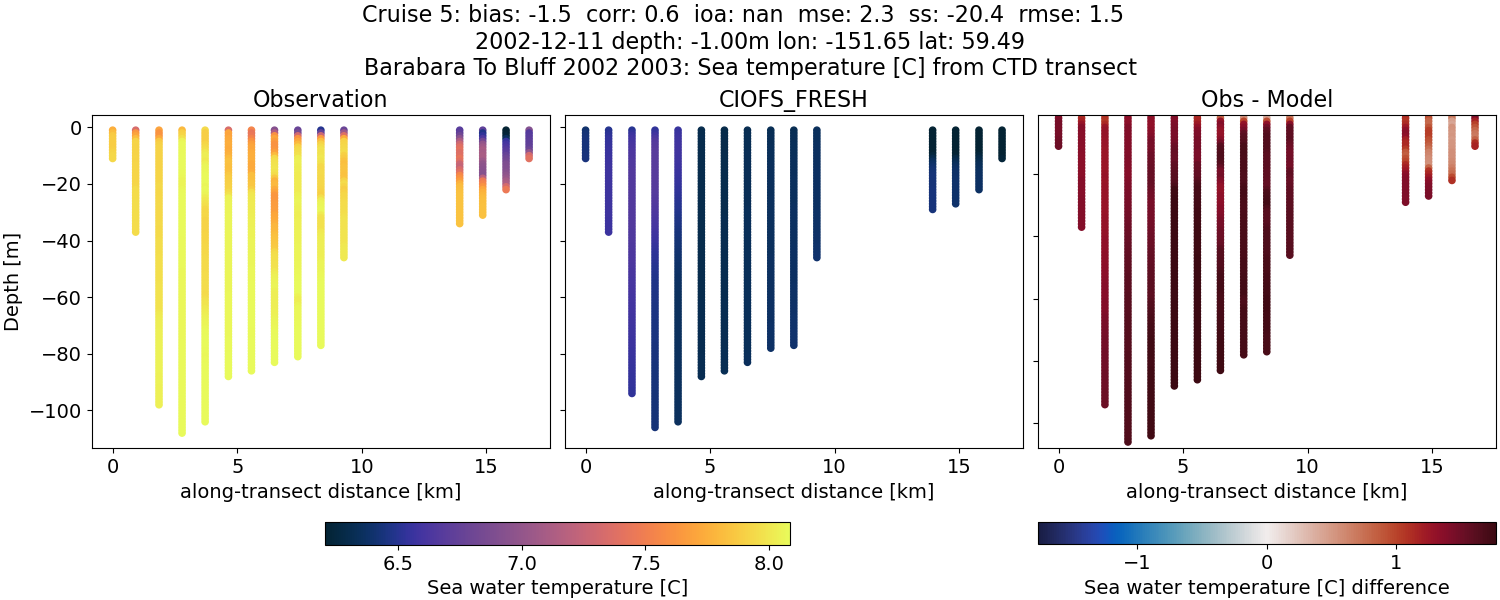 Cruise 5: bias: -1.5  corr: 0.6  ioa: nan  mse: 2.3  ss: -20.4  rmse: 1.5
2002-12-11 depth: -1.00m lon: -151.65 lat: 59.49
Barabara To Bluff 2002 2003: Sea temperature [C] from CTD transect
Observation
CIOFS_FRESH
Obs - Model
Depth [m]
0
−20
−40
−60
−80
−100
0 5 10 15
0 5 10 15
0 5 10 15
along-transect distance [km]
along-transect distance [km]
along-transect distance [km]
6.5 7.0 7.5 8.0
Sea water temperature [C]
−1 0 1
Sea water temperature [C] difference